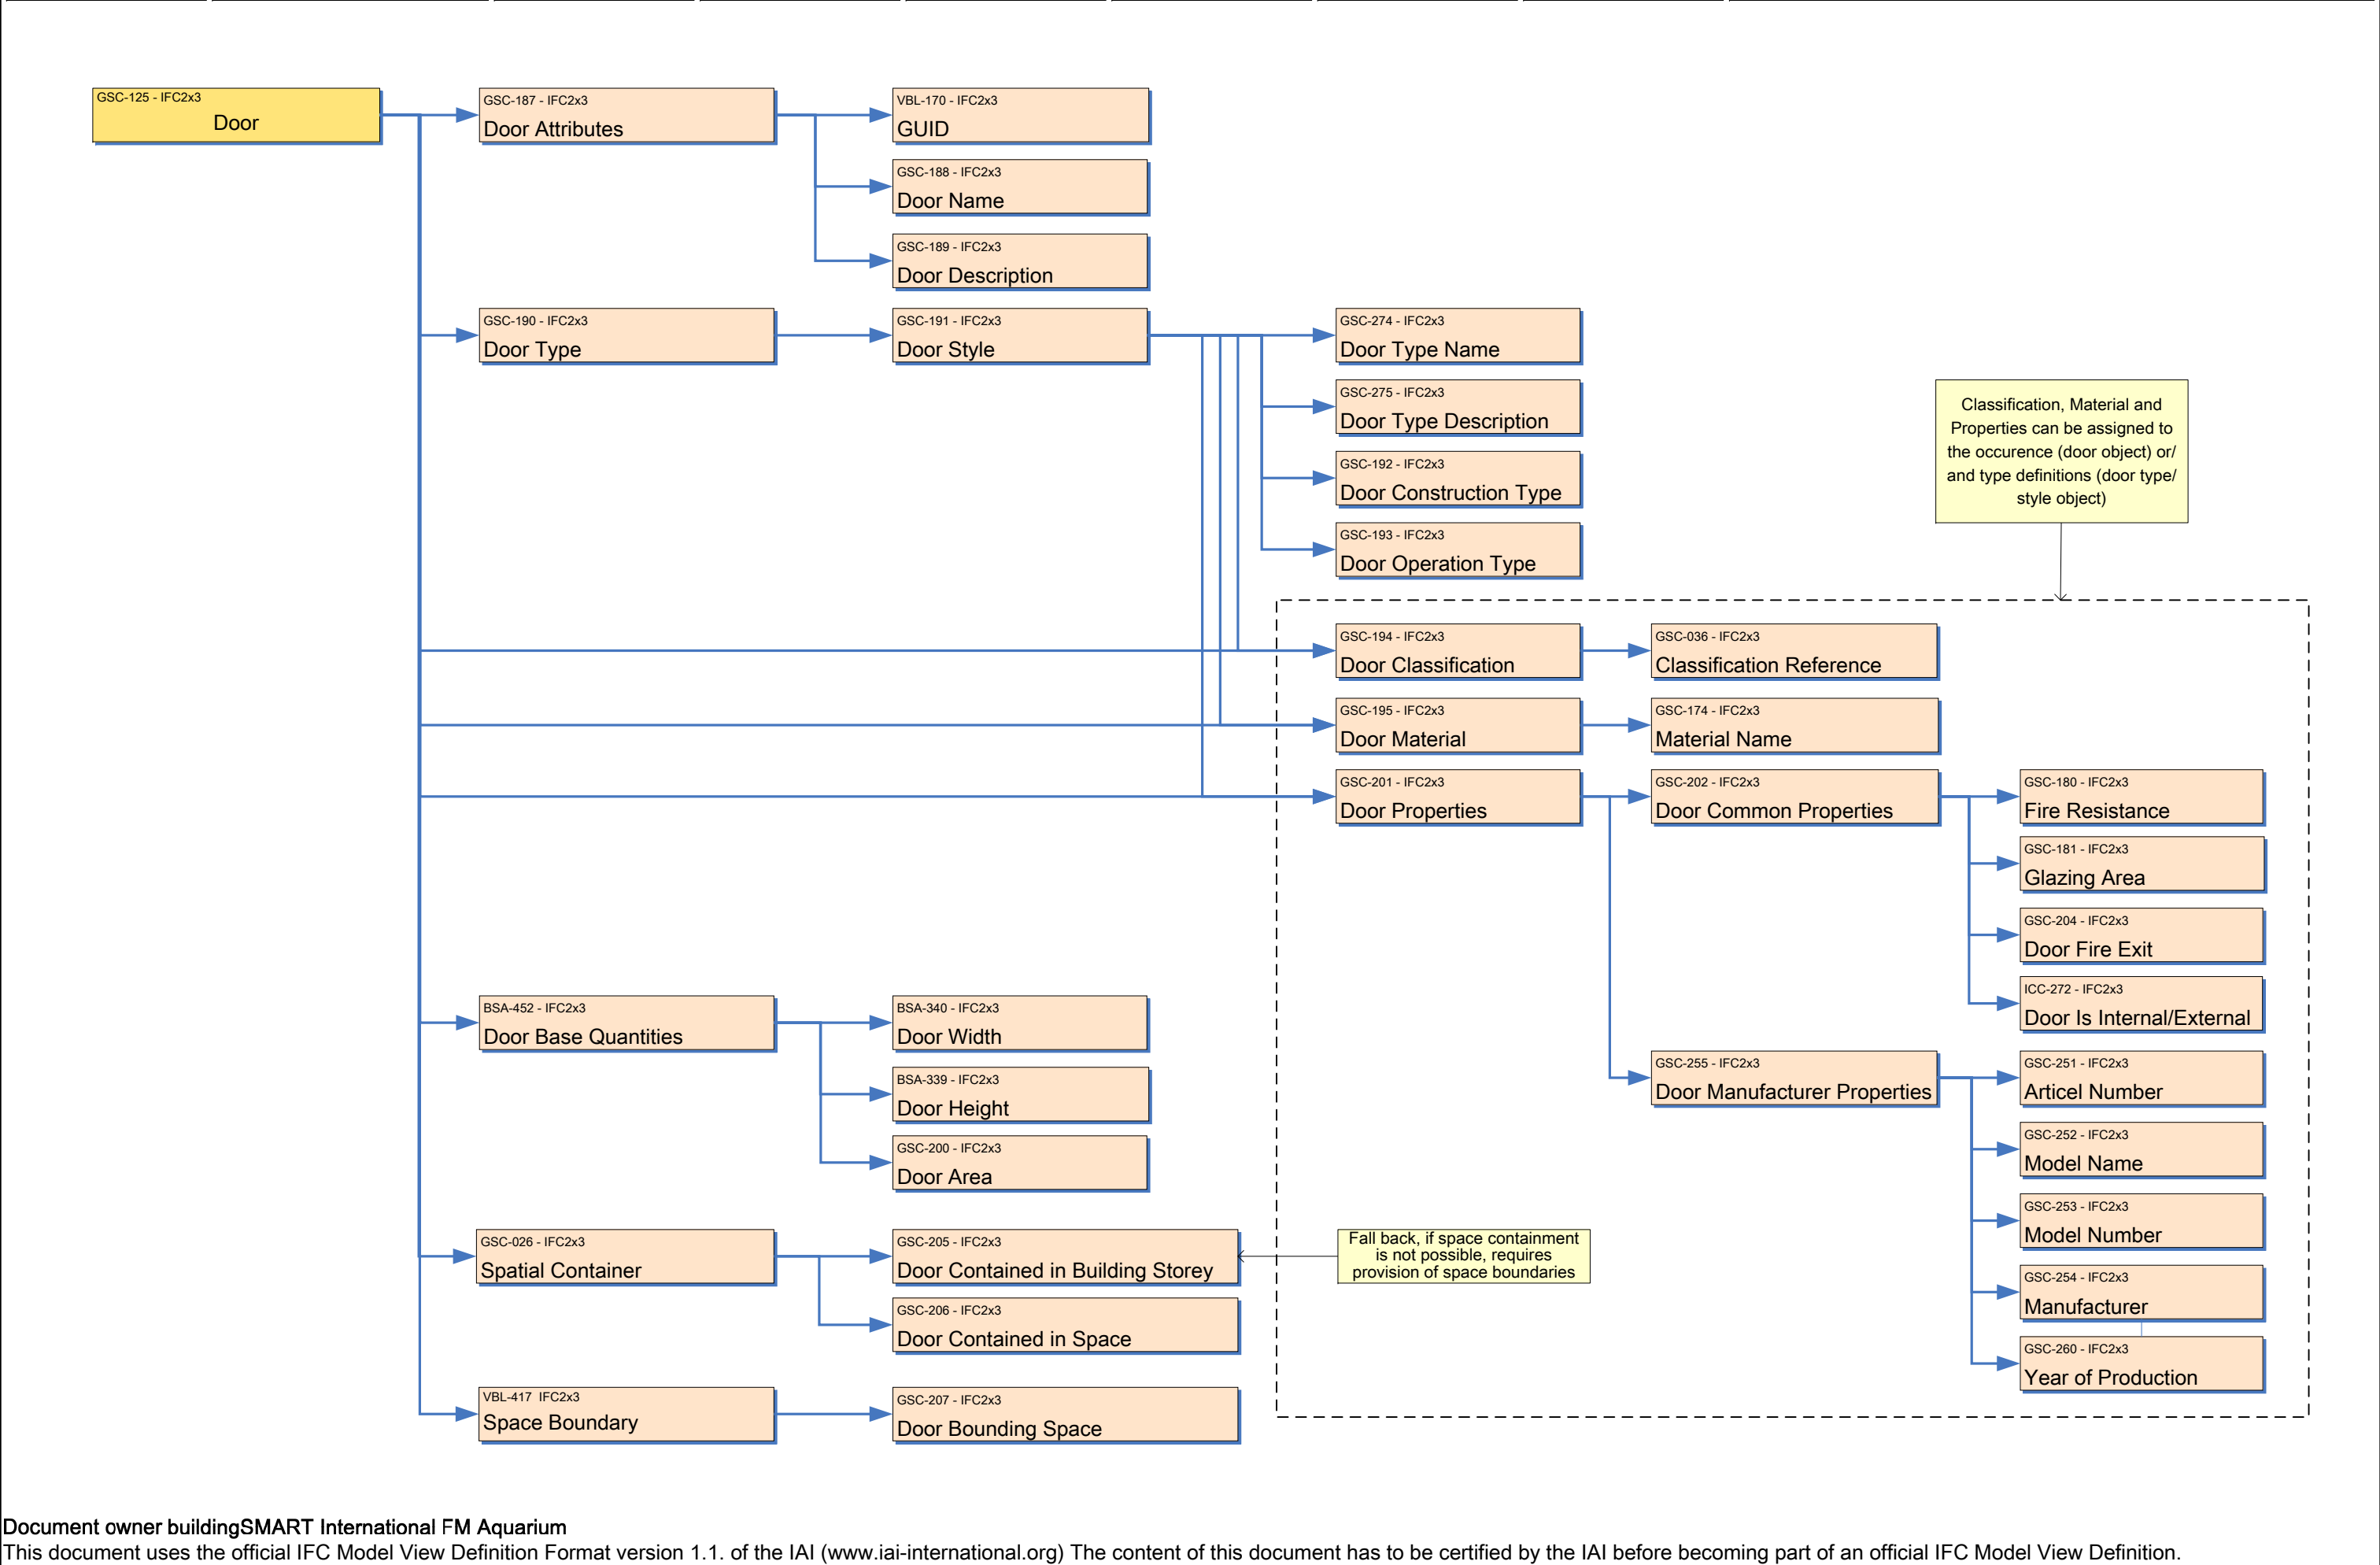 GSC-125 - IFC2x3
Door
GSC-187 - IFC2x3
Door Attributes
VBL-170 - IFC2x3
GUID
GSC-188 - IFC2x3
Door Name
GSC-189 - IFC2x3
Door Description
GSC-190 - IFC2x3
Door Type
GSC-191 - IFC2x3
Door Style
GSC-274 - IFC2x3
Door Type Name
GSC-275 - IFC2x3
Door Type Description
GSC-192 - IFC2x3
Door Construction Type
GSC-193 - IFC2x3
Door Operation Type
Classification, Material and
Properties can be assigned to
the occurence (door object) or/
and type definitions (door type/
style object)
GSC-194 - IFC2x3
Door Classification
GSC-036 - IFC2x3
Classification Reference
GSC-195 - IFC2x3
Door Material
GSC-174 - IFC2x3
Material Name
GSC-201 - IFC2x3
Door Properties
GSC-202 - IFC2x3
Door Common Properties
GSC-180 - IFC2x3
Fire Resistance
GSC-181 - IFC2x3
Glazing Area
GSC-204 - IFC2x3
Door Fire Exit
ICC-272 - IFC2x3
Door Is Internal/External
BSA-452 - IFC2x3
Door Base Quantities
BSA-340 - IFC2x3
Door Width
BSA-339 - IFC2x3
Door Height
GSC-200 - IFC2x3
Door Area
GSC-255 - IFC2x3
Door Manufacturer Properties
GSC-251 - IFC2x3
Articel Number
GSC-252 - IFC2x3
Model Name
GSC-253 - IFC2x3
Model Number
GSC-254 - IFC2x3
Manufacturer
GSC-260 - IFC2x3
Year of Production
GSC-026 - IFC2x3
Spatial Container
GSC-205 - IFC2x3
Door Contained in Building Storey
Fall back, if space containment
is not possible, requires
provision of space boundaries
GSC-206 - IFC2x3
Door Contained in Space
VBL-417  IFC2x3
Space Boundary
GSC-207 - IFC2x3
Door Bounding Space
Document owner buildingSMART International FM Aquarium
This document uses the official IFC Model View Definition Format version 1.1. of the IAI (www.iai-international.org) The content of this document has to be certified by the IAI before becoming part of an official IFC Model View Definition.